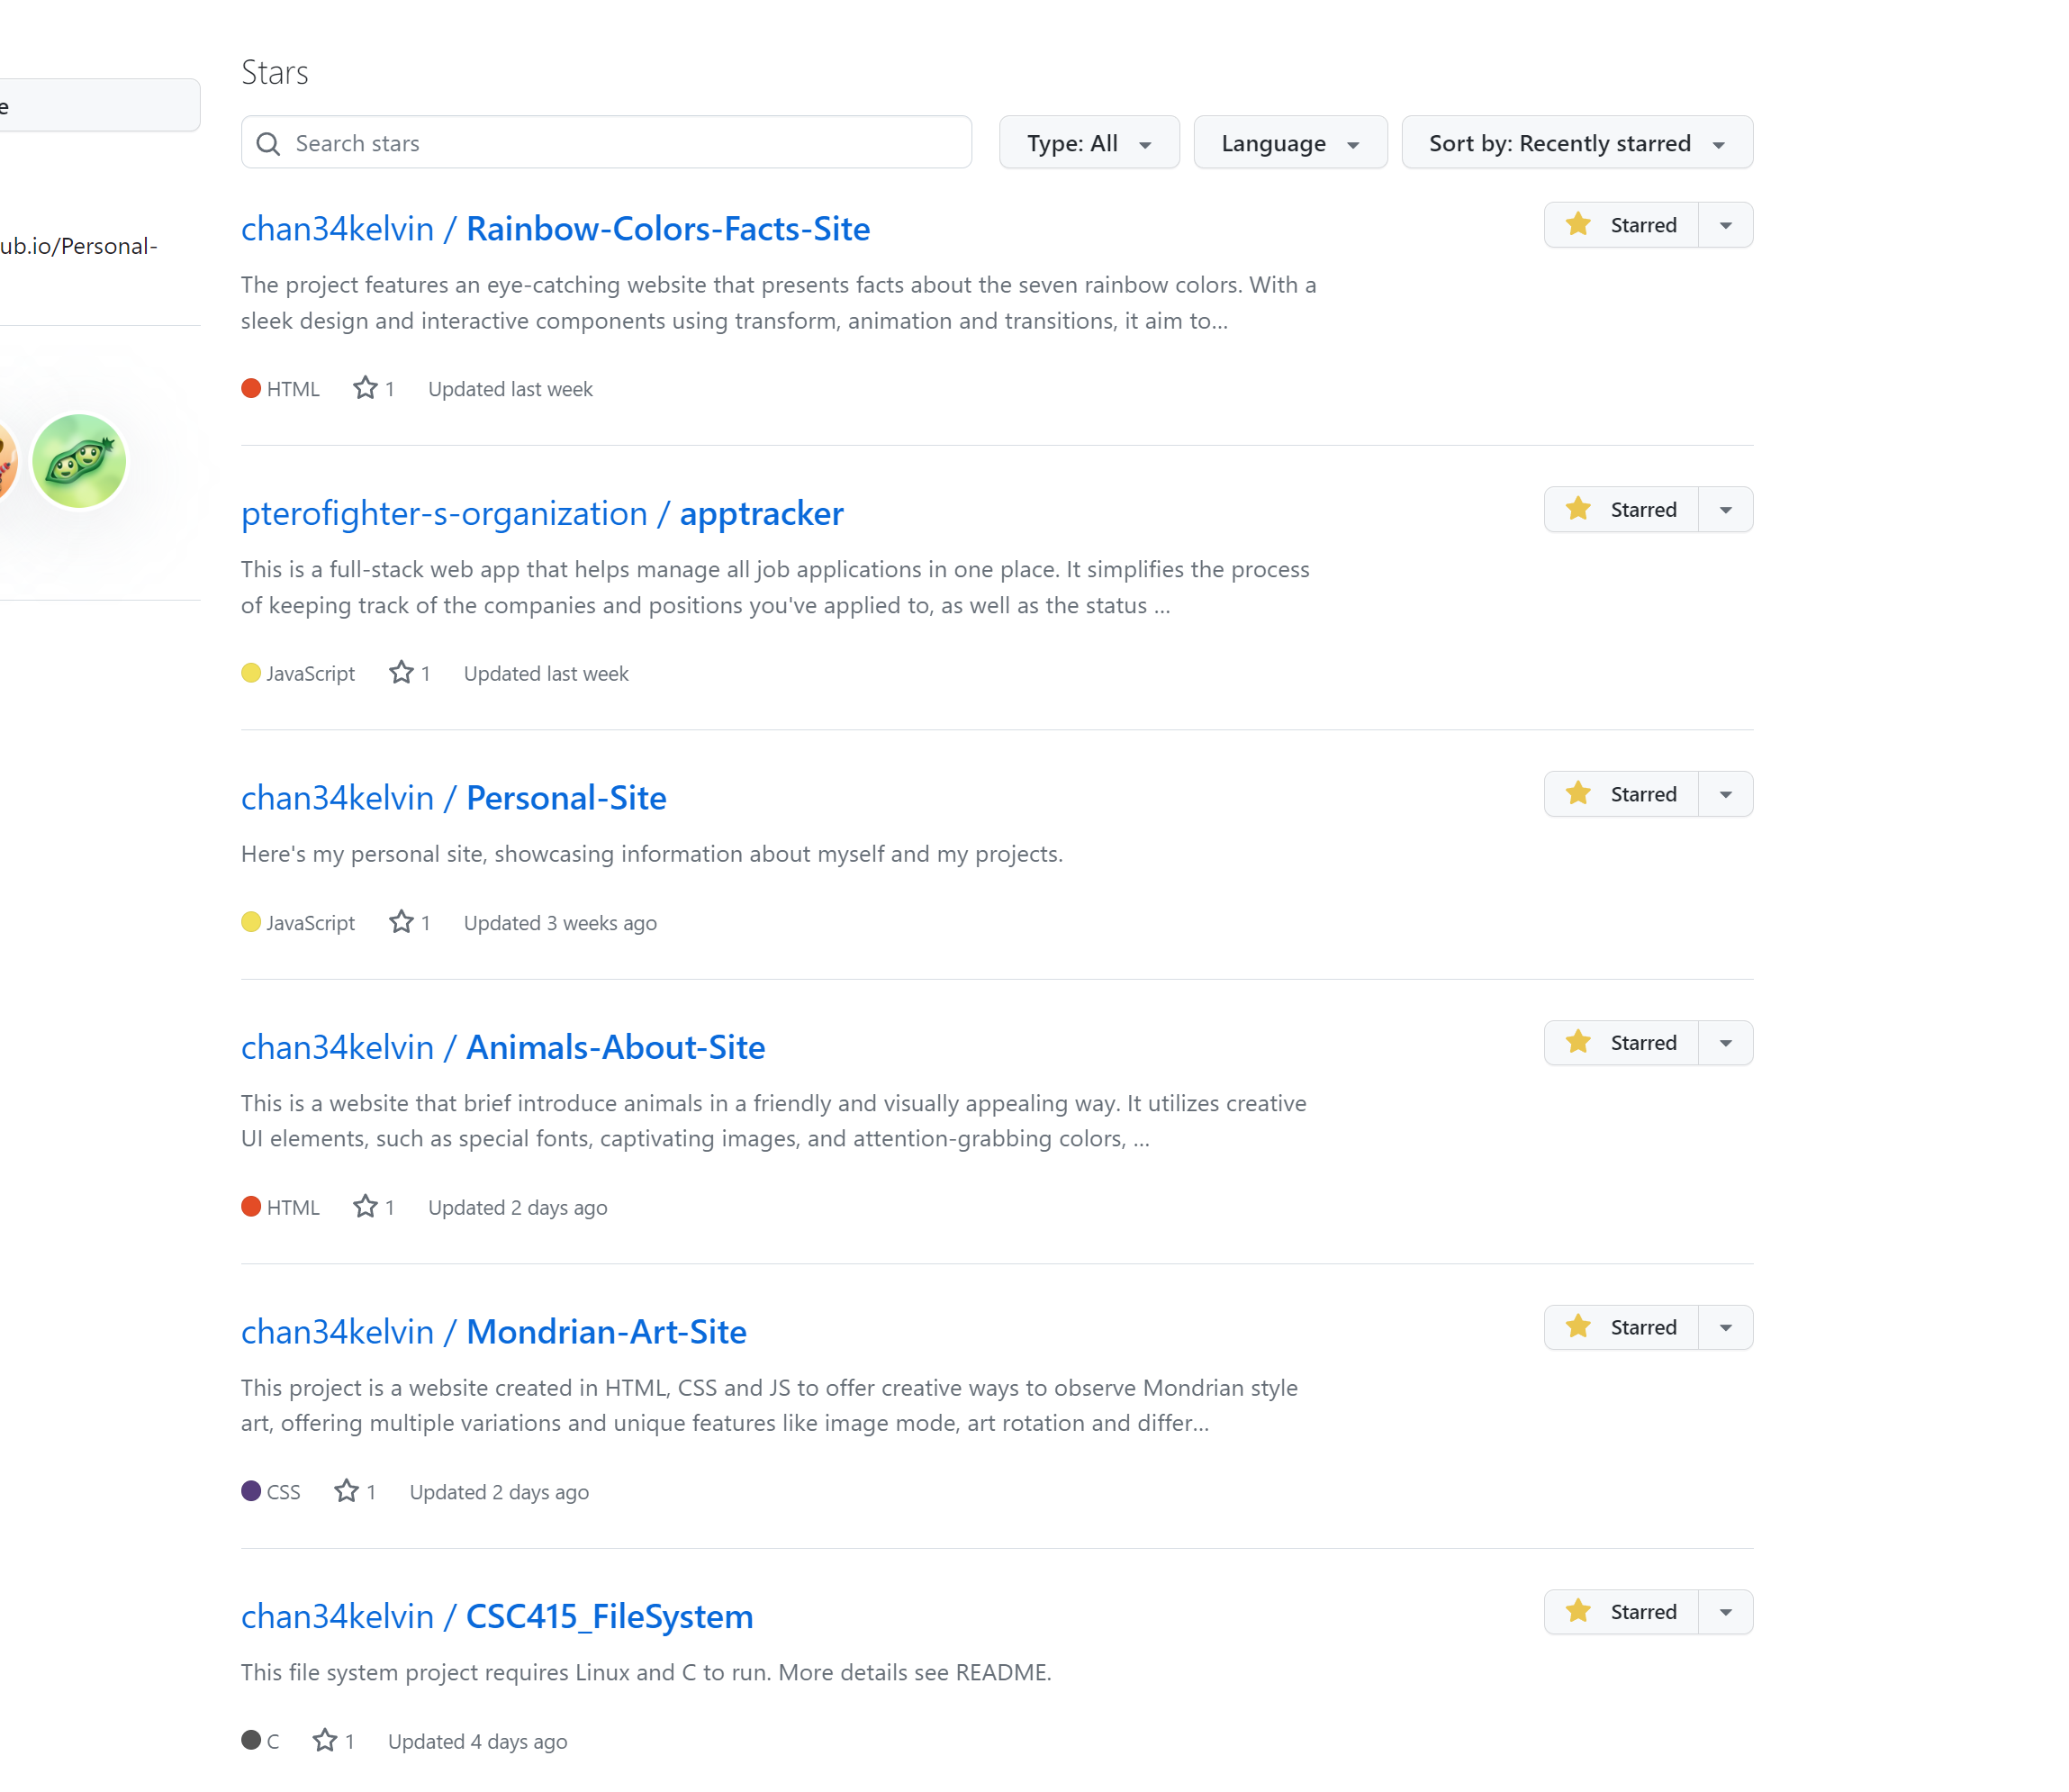 Stars
e
Search stars
Type: All
Language
Sort by: Recently starred
chan34kelvin / Rainbow-Colors-Facts-Site
Starred
ub.io/Personal-
The project features an eye-catching website that presents facts about the seven rainbow colors. With a
sleek design and interactive components using transform, animation and transitions, it aim to...
HTML 1 Updated last week
pterofighter-s-organization / apptracker
Starred
This is a full-stack web app that helps manage all job applications in one place. It simplifies the process
of keeping track of the companies and positions you've applied to, as well as the status ...
JavaScript 1 Updated last week
chan34kelvin / Personal-Site
Starred
Here's my personal site, showcasing information about myself and my projects.
JavaScript 1 Updated 3 weeks ago
chan34kelvin / Animals-About-Site
Starred
This is a website that brief introduce animals in a friendly and visually appealing way. It utilizes creative
UI elements, such as special fonts, captivating images, and attention-grabbing colors, ...
HTML 1 Updated 2 days ago
chan34kelvin / Mondrian-Art-Site
Starred
This project is a website created in HTML, CSS and JS to offer creative ways to observe Mondrian style
art, offering multiple variations and unique features like image mode, art rotation and differ...
CSS 1 Updated 2 days ago
chan34kelvin / CSC415_FileSystem
Starred
This file system project requires Linux and C to run. More details see README.
C 1 Updated 4 days ago